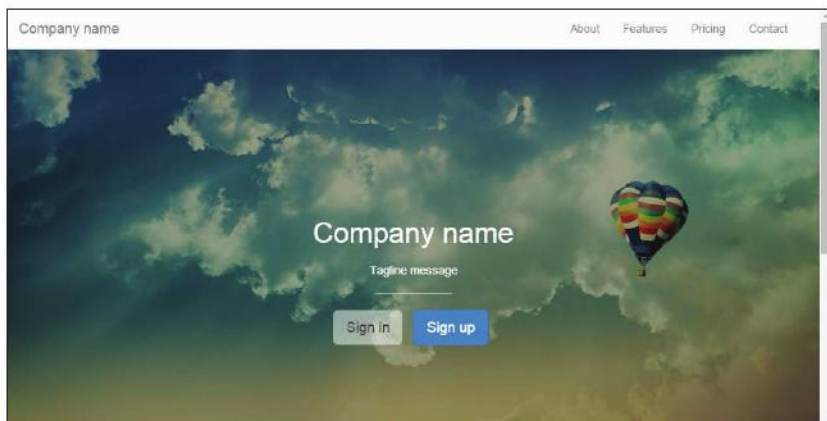 Company name About Features Pricing Contact
Company name
Tagline message
Sign in Sign up